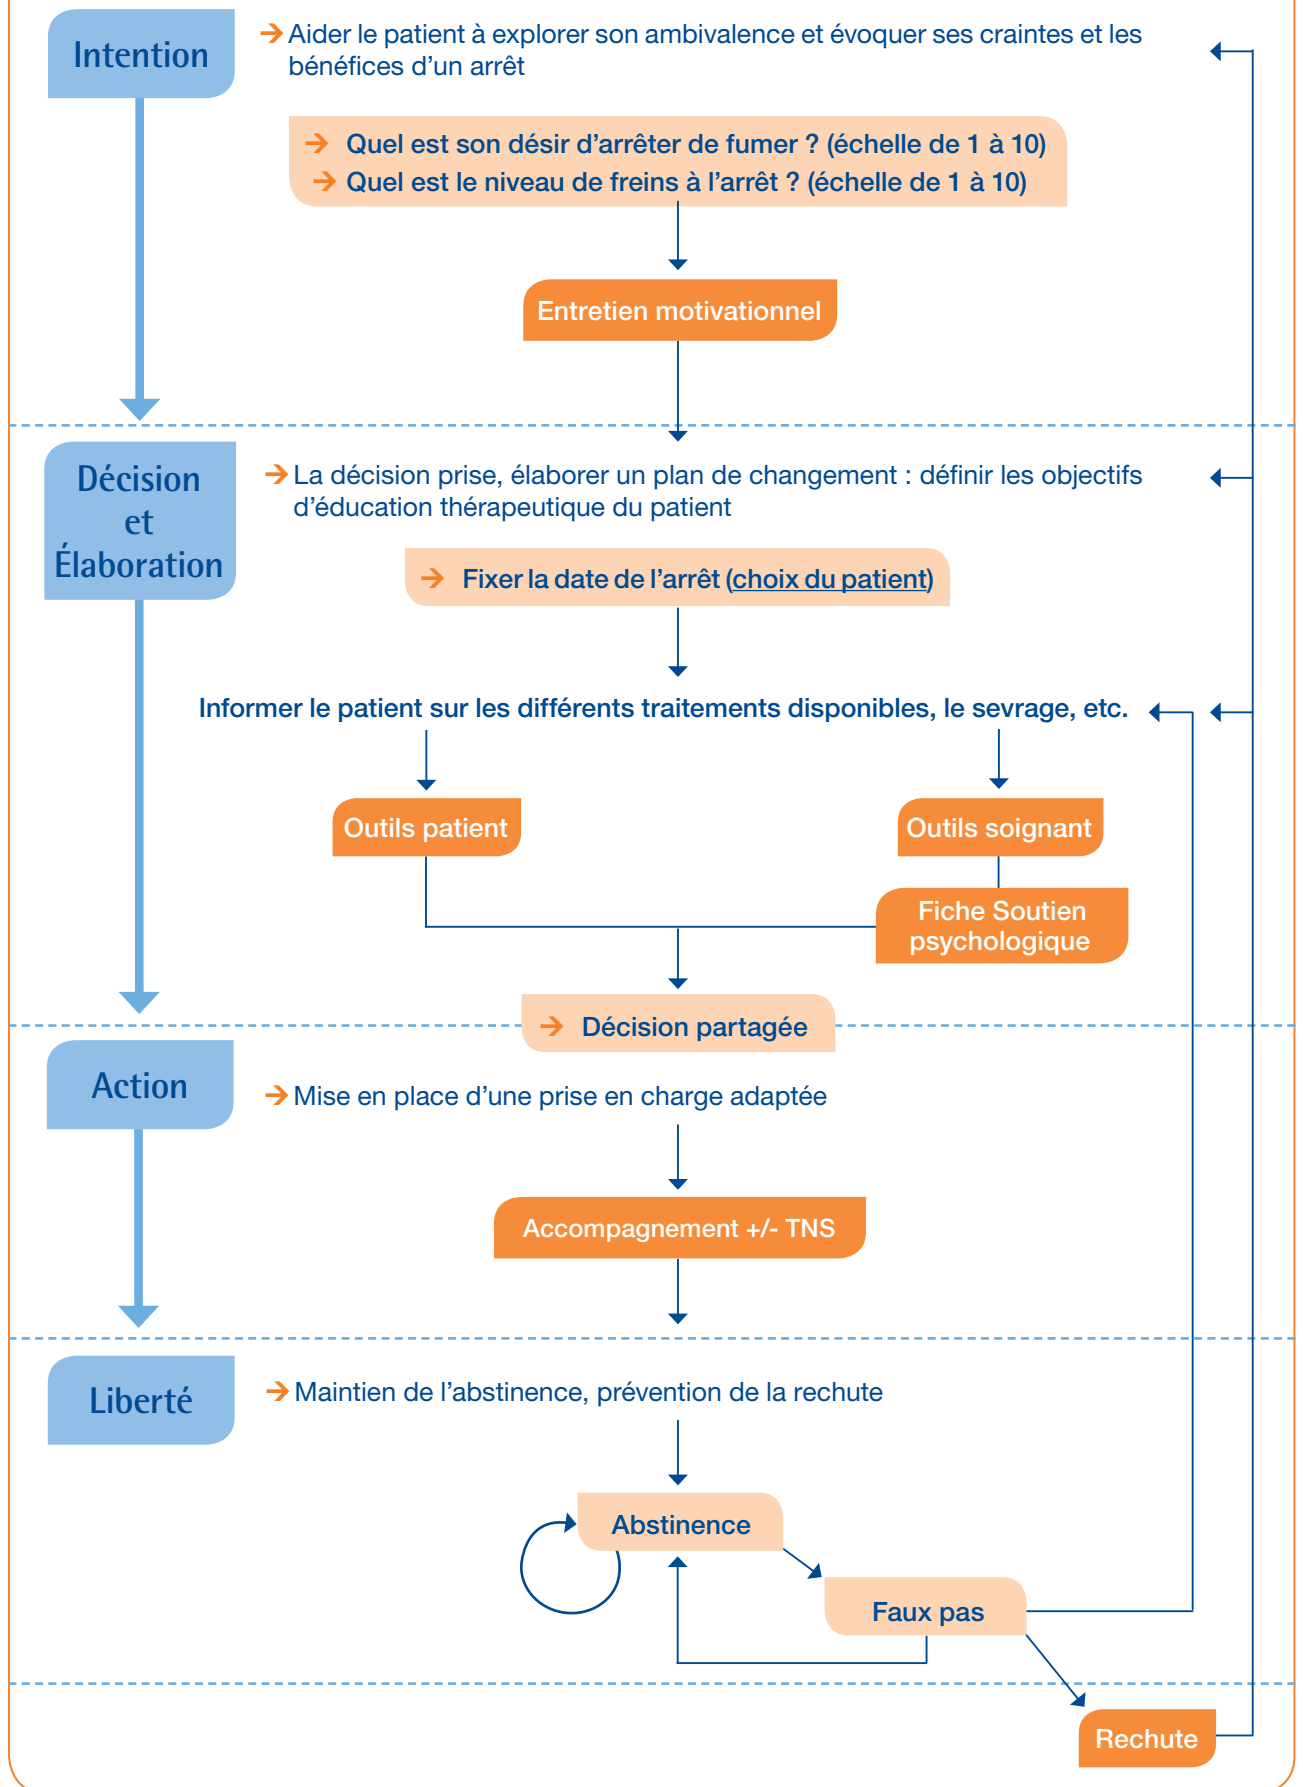 Intention
➔ Aider le patient à explorer son ambivalence et évoquer ses craintes et les
bénéfices d’un arrêt
➔ Quel est son désir d’arrêter de fumer ? (échelle de 1 à 10)
➔ Quel est le niveau de freins à l’arrêt ? (échelle de 1 à 10)
Entretien motivationnel
Décision
et
Élaboration
➔ La décision prise, élaborer un plan de changement : définir les objectifs
d’éducation thérapeutique du patient
➔ Fixer la date de l’arrêt (choix du patient)
Informer le patient sur les différents traitements disponibles, le sevrage, etc.
Outils patient
Outils soignant
Fiche Soutien
psychologique
➔ Décision partagée
Action
➔ Mise en place d’une prise en charge adaptée
Accompagnement +/- TNS
Liberté
➔ Maintien de l’abstinence, prévention de la rechute
Abstinence
Faux pas
Rechute